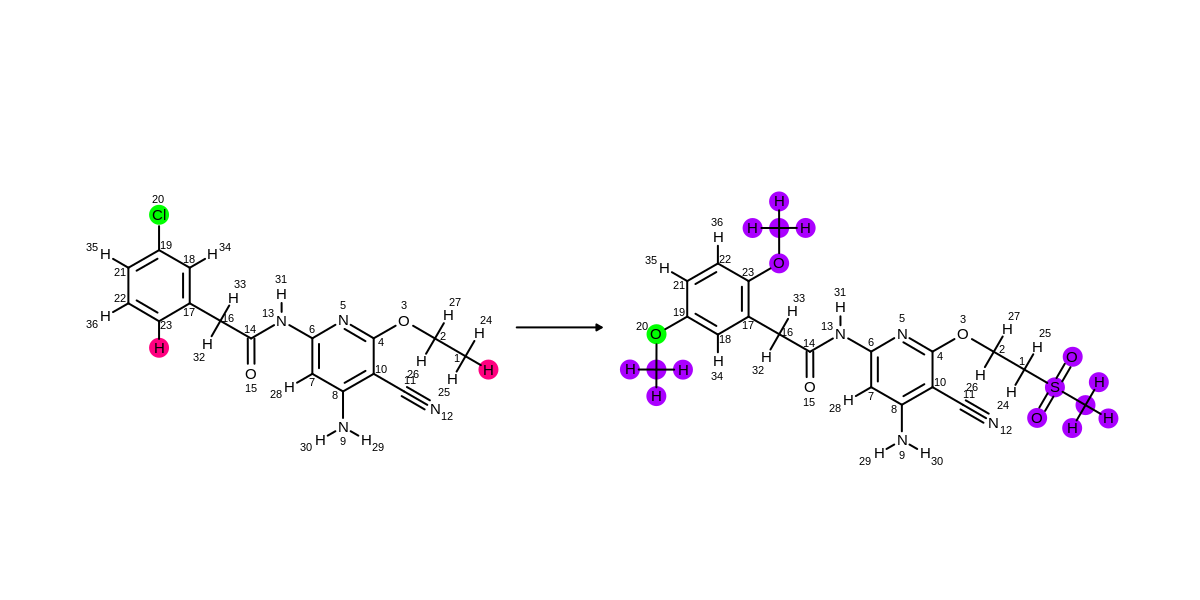 H
36 H
H H
20 H
Cl 22 23 O
35 H 19 18 H 34 35 H 21
21 33 31 33 31
H H 5 3 27 24 20 19 H H 5 3 27 25
22 17 16 14 13 H H O 17 16 14 13 H H
36 H 23 N 6 N O H 18 N 6 N O 1 O
H H 4 2 H H C H H 4 2 H
32 O 7 10 H 1 H H 34 32 O 7 10 H 26 S H
15 28 H 8 11 26 H 25 15 28 H 8 11 24 O H
N 12 N 12 H
N N
30 H 9 H 29 29 H 9 H 30